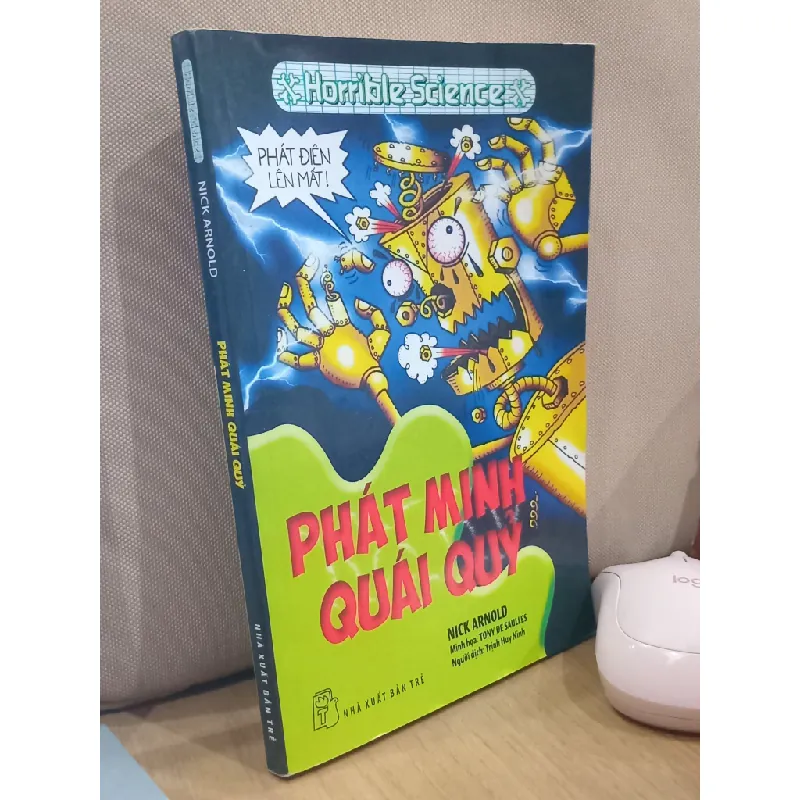 Horrible Science
PHÁT ĐIÊN
LÊN MẤT!
PHÁT MINH
QUÁI QUỶ
NICK ARNOLD
Minh họa: TONY DE SAULLES
Người dịch: Trịnh Huy Ninh
NHÀ XUẤT BẢN TRẺ
NICK ARNOLD
PHÁT MINH QUÁI QUỶ
NHÀ XUẤT BẢN TRẺ